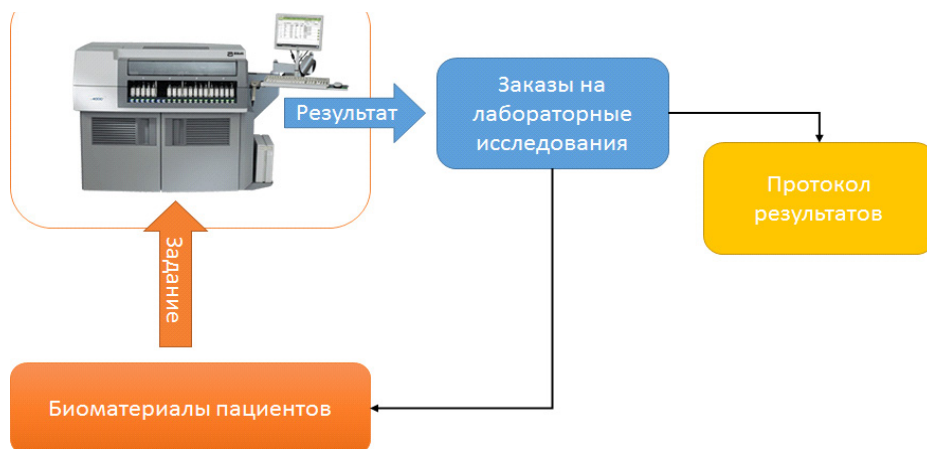 Результат
Заказы на
лабораторные
исследования
Протокол
результатов
Задание
Биоматериалы пациентов